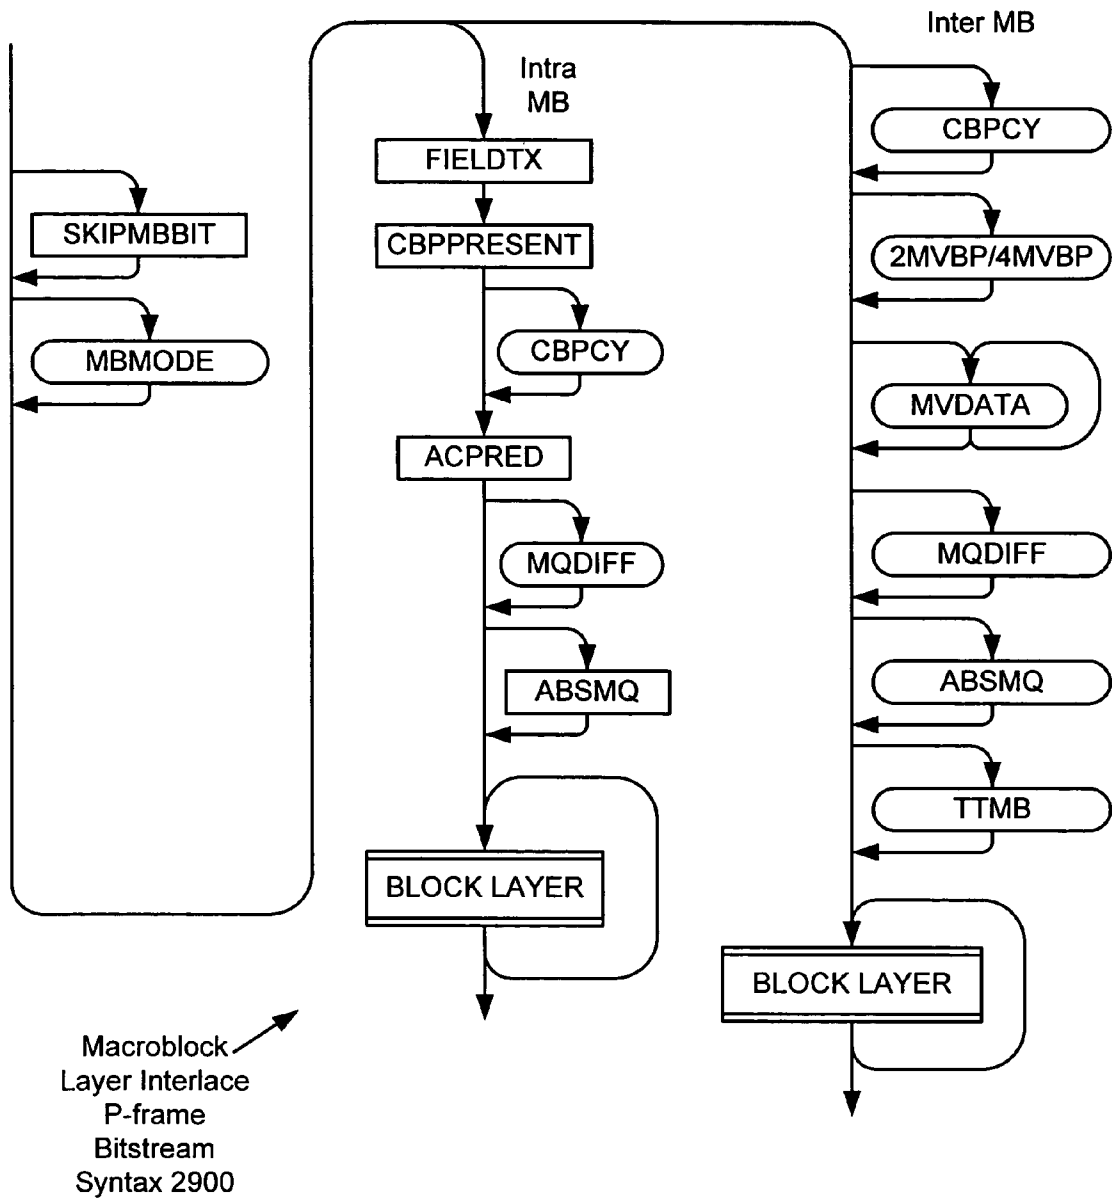 SKIPMBBIT
MBMODE
Intra
MB
FIELDTX
CBPPRESENT
CBPCY
ACPRED
MQDIFF
ABSMQ
BLOCK LAYER
Inter MB
CBPCY
2MVBP/4MVBP
MVDATA
MQDIFF
ABSMQ
TTMB
BLOCK LAYER
Macroblock
Layer Interlace
P-frame
Bitstream
Syntax 2900